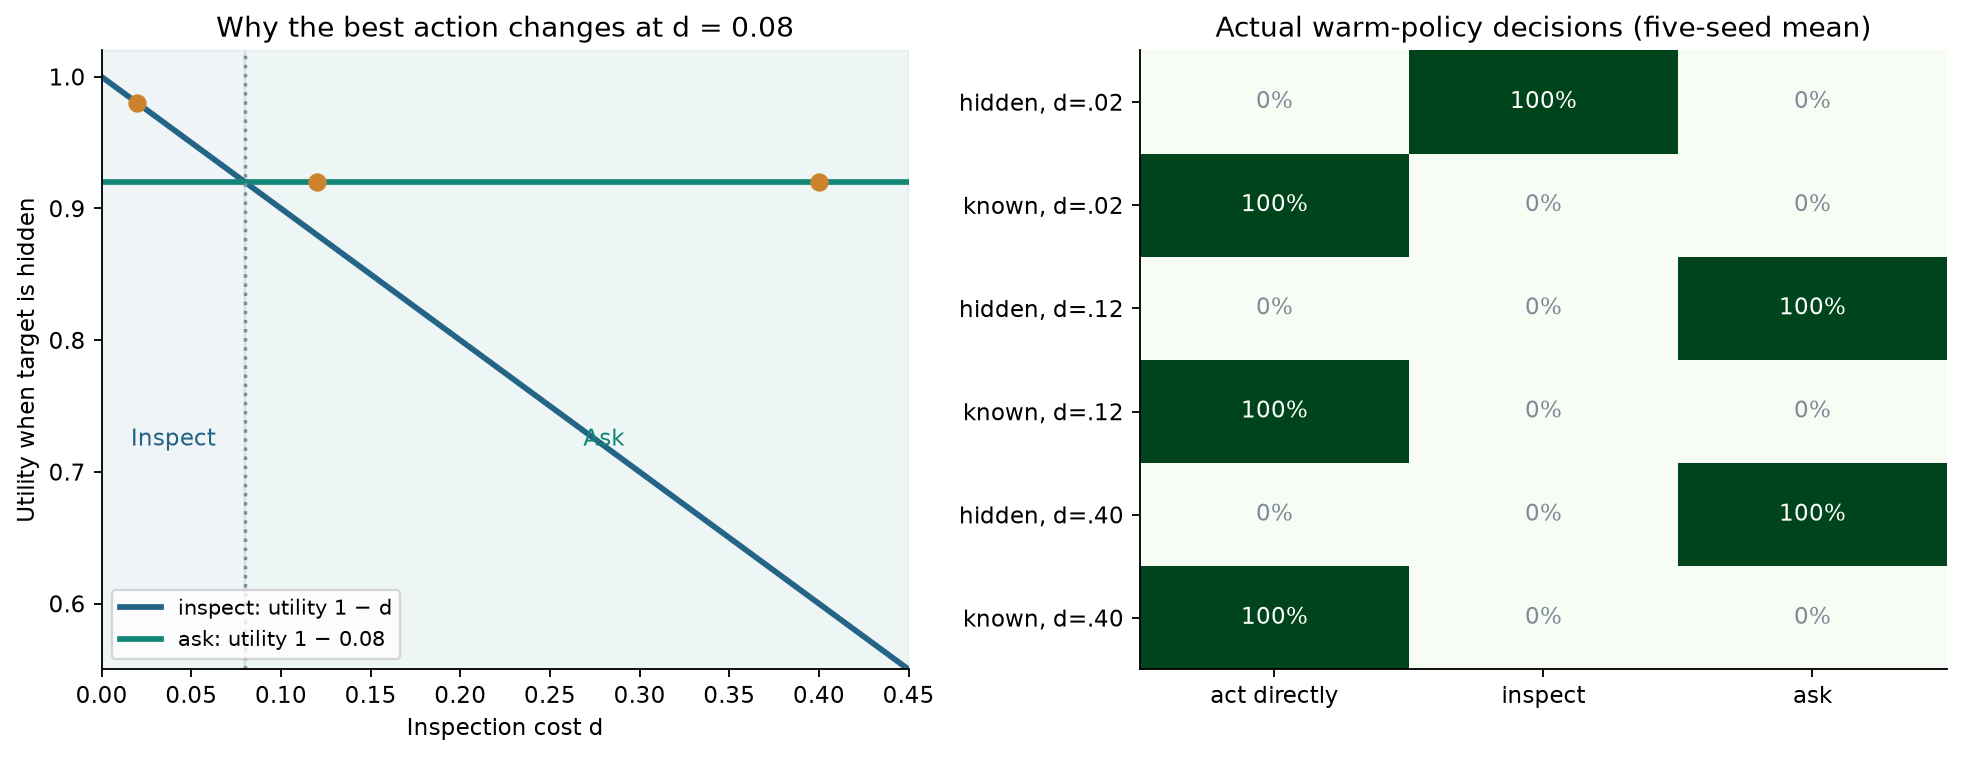 Why the best action changes at d = 0.08
Utility when target is hidden
1.0
0.9
0.8
0.7
0.6
Inspect
Ask
inspect: utility 1 − d
ask: utility 1 − 0.08
0.00 0.05 0.10 0.15 0.20 0.25 0.30 0.35 0.40 0.45
Inspection cost d
Actual warm-policy decisions (five-seed mean)
hidden, d=.02 0% 100% 0%
known, d=.02 100% 0% 0%
hidden, d=.12 0% 0% 100%
known, d=.12 100% 0% 0%
hidden, d=.40 0% 0% 100%
known, d=.40 100% 0% 0%
act directly inspect ask